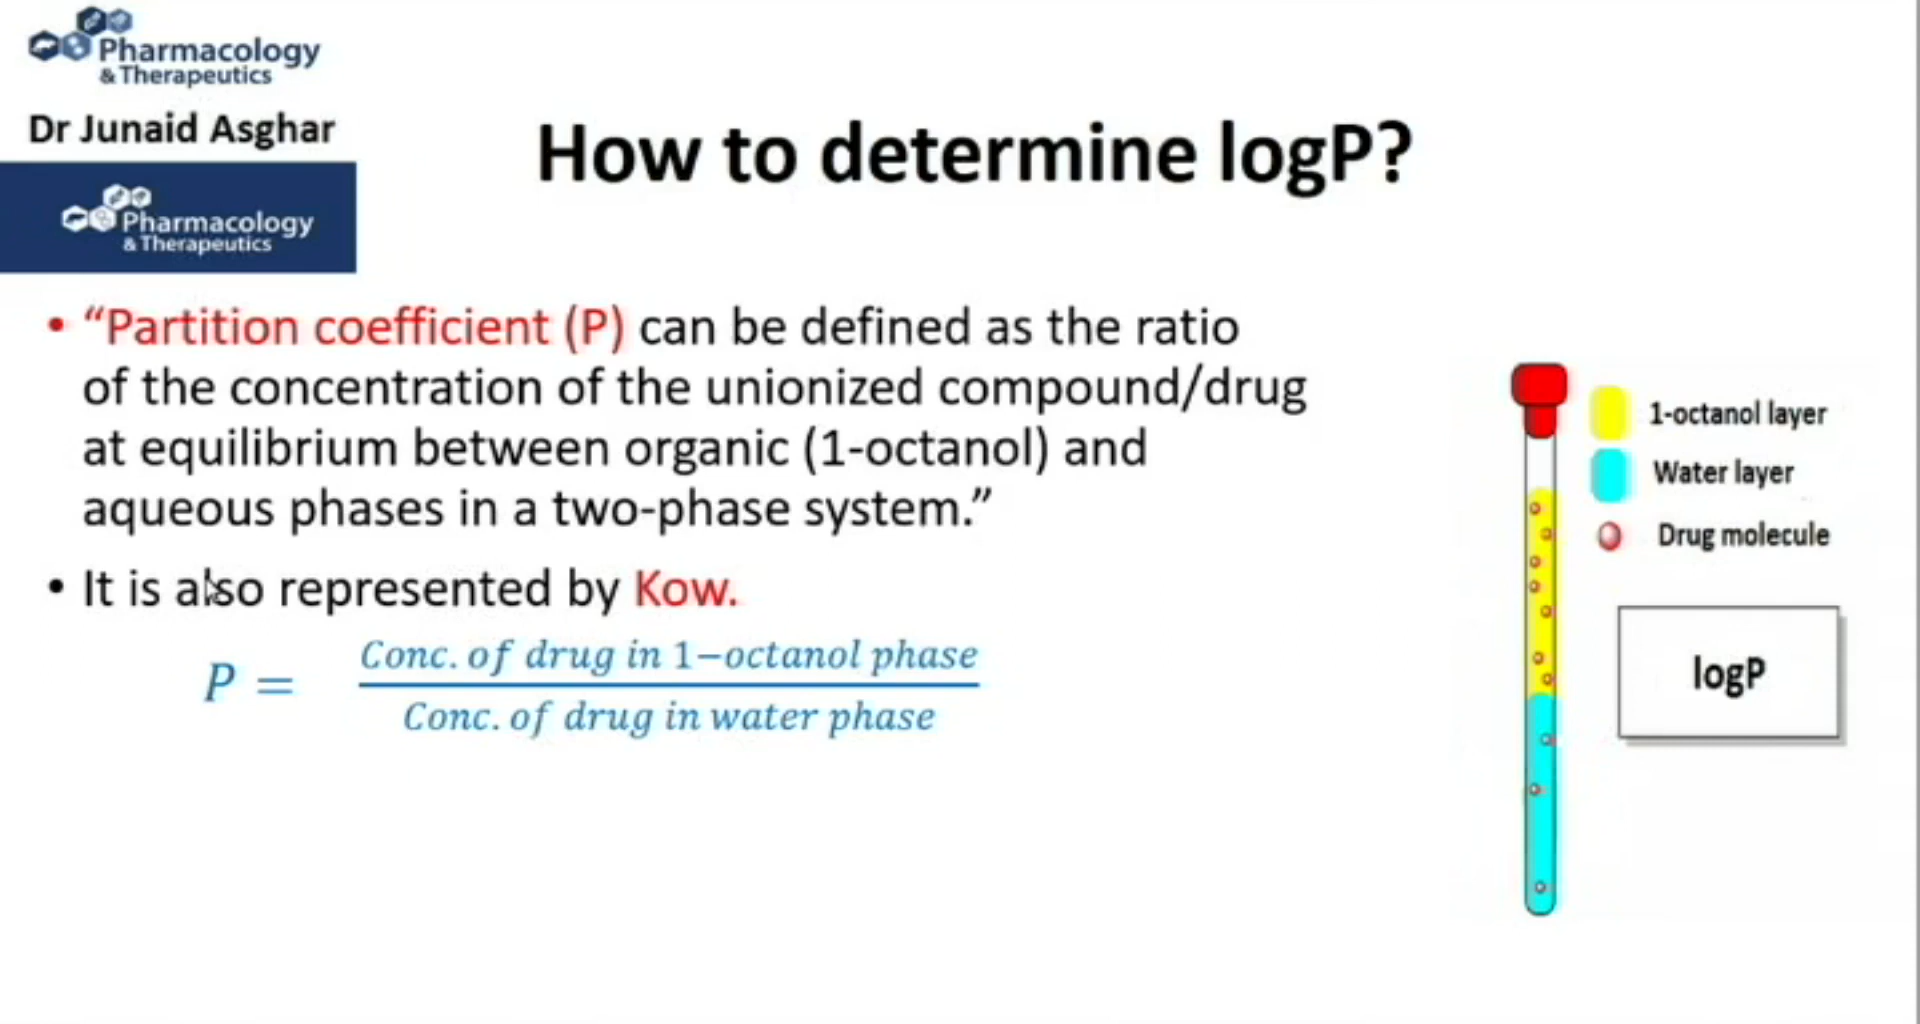 Pharmacology
& Therapeutics
Dr Junaid Asghar
Pharmacology
& Therapeutics
How to determine logP?
• “Partition coefficient (P) can be defined as the ratio
of the concentration of the unionized compound/drug
at equilibrium between organic (1-octanol) and
aqueous phases in a two-phase system.”
• It is also represented by Kow.
P = Conc. of drug in 1−octanol phase
Conc. of drug in water phase
1-octanol layer
Water layer
Drug molecule
logP